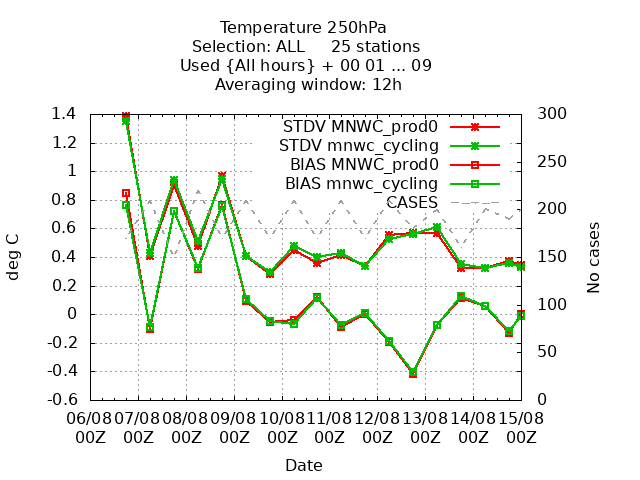 Temperature 250hPa
Selection: ALL     25 stations
Used {All hours} + 00 01 ... 09
Averaging window: 12h
1.4
1.2
1
0.8
0.6
0.4
0.2
0
-0.2
-0.4
-0.6
deg C
STDV MNWC_prod0
STDV mnwc_cycling
BIAS MNWC_prod0
BIAS mnwc_cycling
CASES
300
250
200
150
100
50
0
No cases
06/08 07/08 08/08 09/08 10/08 11/08 12/08 13/08 14/08 15/08
00Z 00Z 00Z 00Z 00Z 00Z 00Z 00Z 00Z 00Z
Date